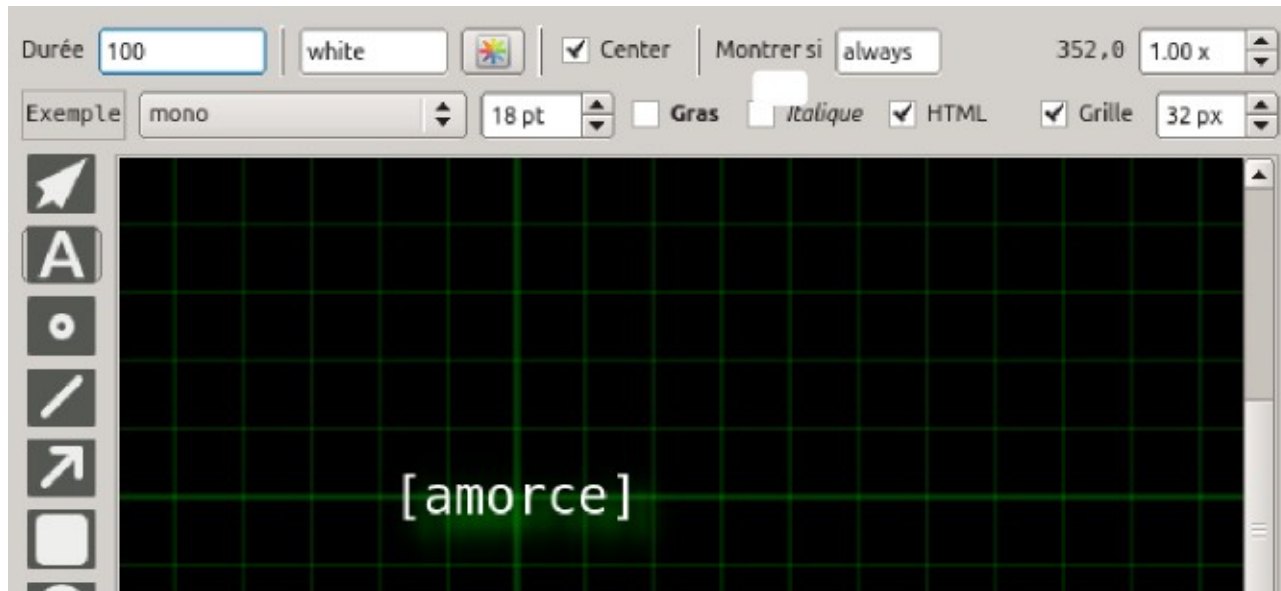 Durée 100 white Center Montrer si always 352,0 1.00 x
Exemple mono 18 pt Gras Italique HTML Grille 32 px
A
[amorce]